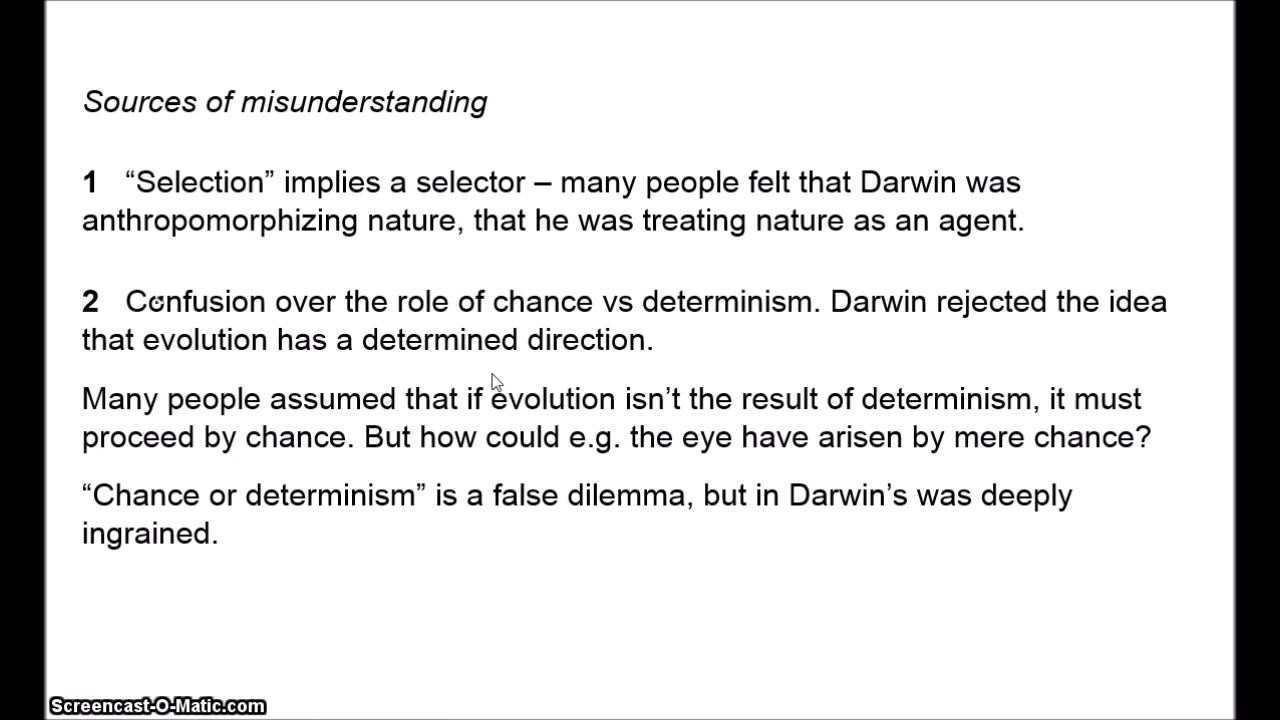 Sources of misunderstanding
1 “Selection” implies a selector – many people felt that Darwin was
anthropomorphizing nature, that he was treating nature as an agent.
2 Confusion over the role of chance vs determinism. Darwin rejected the idea
that evolution has a determined direction.
Many people assumed that if evolution isn’t the result of determinism, it must
proceed by chance. But how could e.g. the eye have arisen by mere chance?
“Chance or determinism” is a false dilemma, but in Darwin’s was deeply
ingrained.
Screencast-O-Matic.com